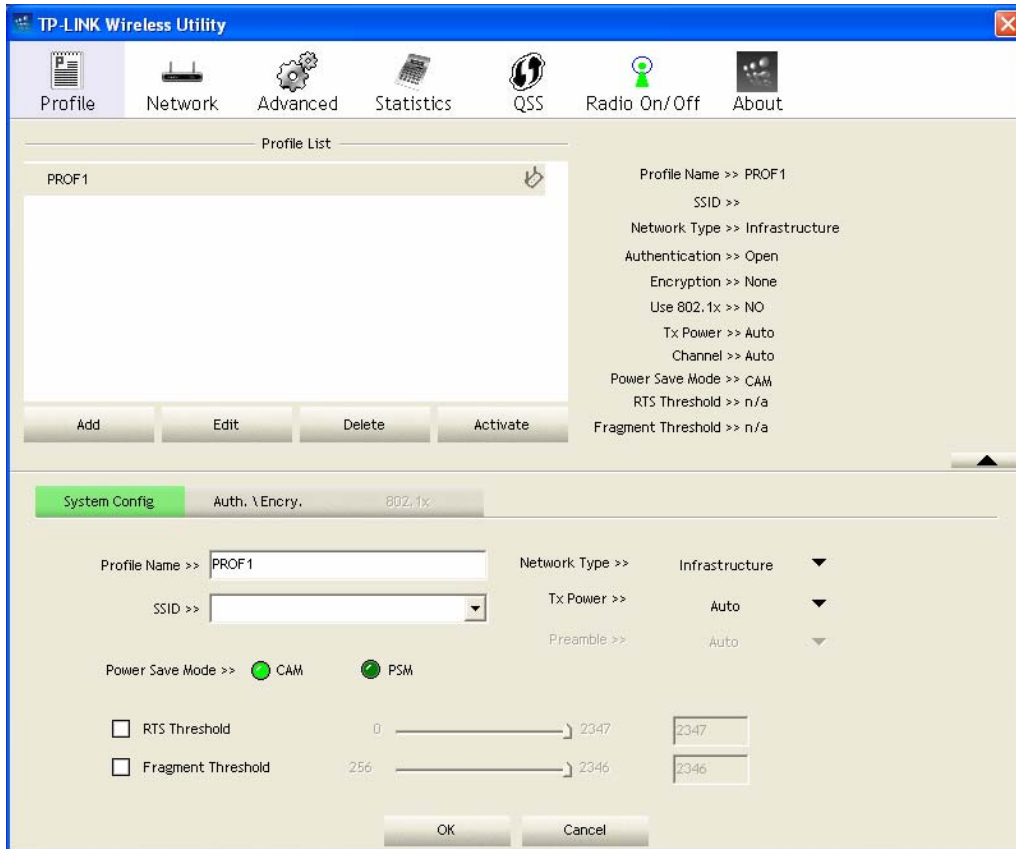 TP-LINK Wireless Utility
Profile Network Advanced Statistics QSS Radio On/Off About
Profile List
PROF1
Add Edit Delete Activate
Profile Name >> PROF1
SSID >>
Network Type >> Infrastructure
Authentication >> Open
Encryption >> None
Use 802.1x >> NO
Tx Power >> Auto
Channel >> Auto
Power Save Mode >> CAM
RTS Threshold >> n/a
Fragment Threshold >> n/a
System Config Auth. \ Encry. 802.1x
Profile Name >> PROF1 Network Type >> Infrastructure
SSID >> Tx Power >> Auto
Preamble >> Auto
Power Save Mode >> CAM PSM
RTS Threshold 0 2347 2347
Fragment Threshold 256 2346 2346
OK Cancel